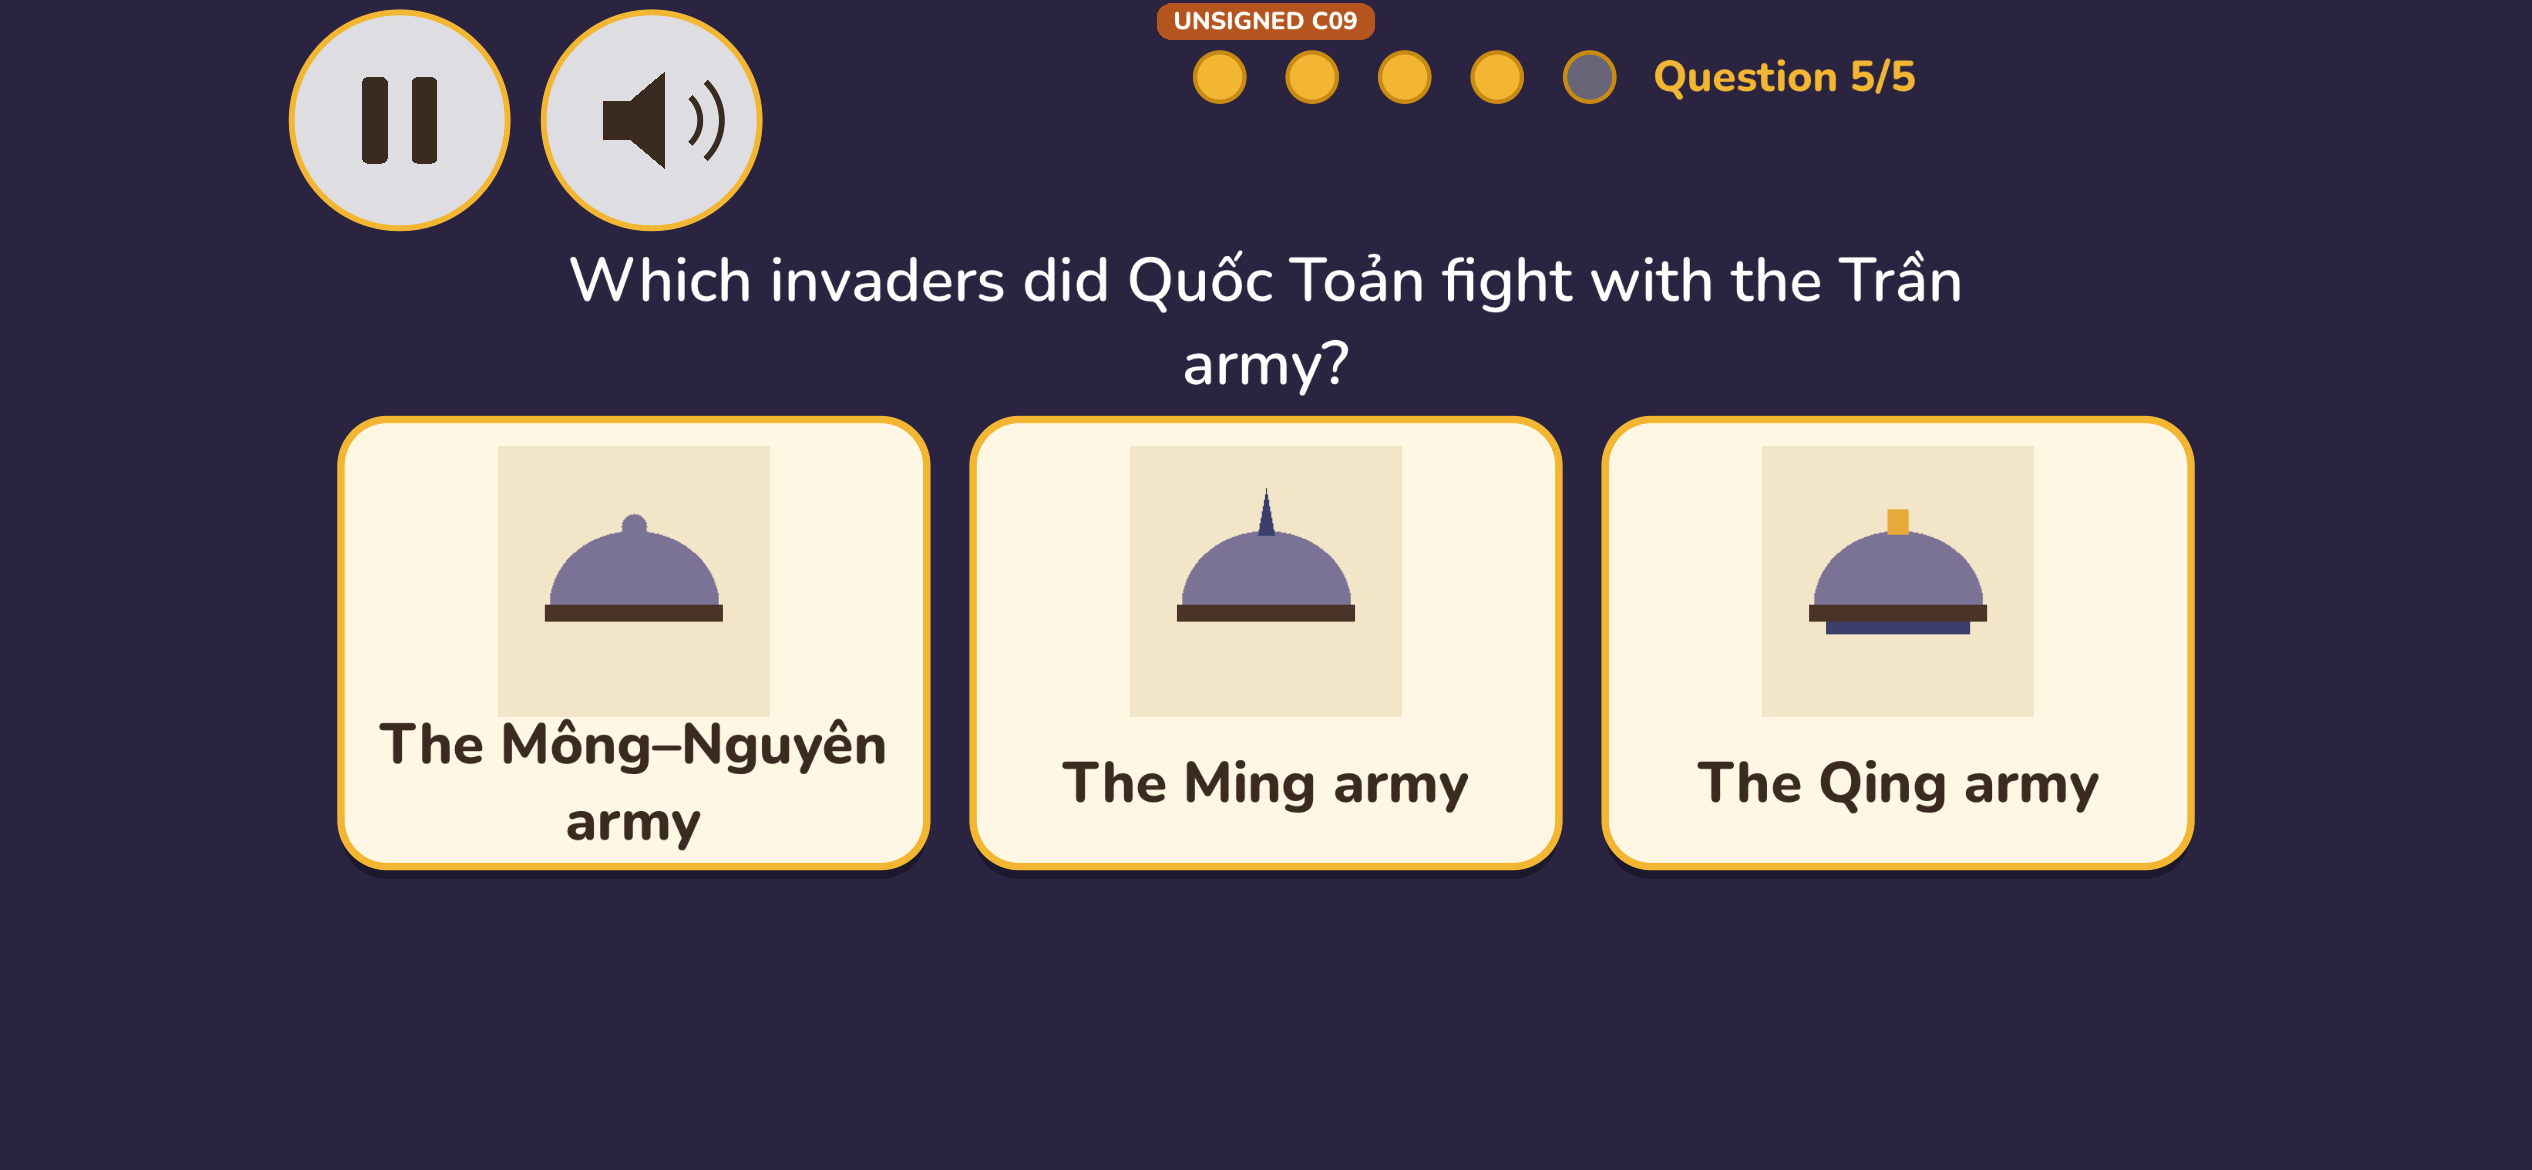 UNSIGNED C09
Question 5/5
Which invaders did Quốc Toản fight with the Trần
army?
The Mông–Nguyên
army
The Ming army
The Qing army